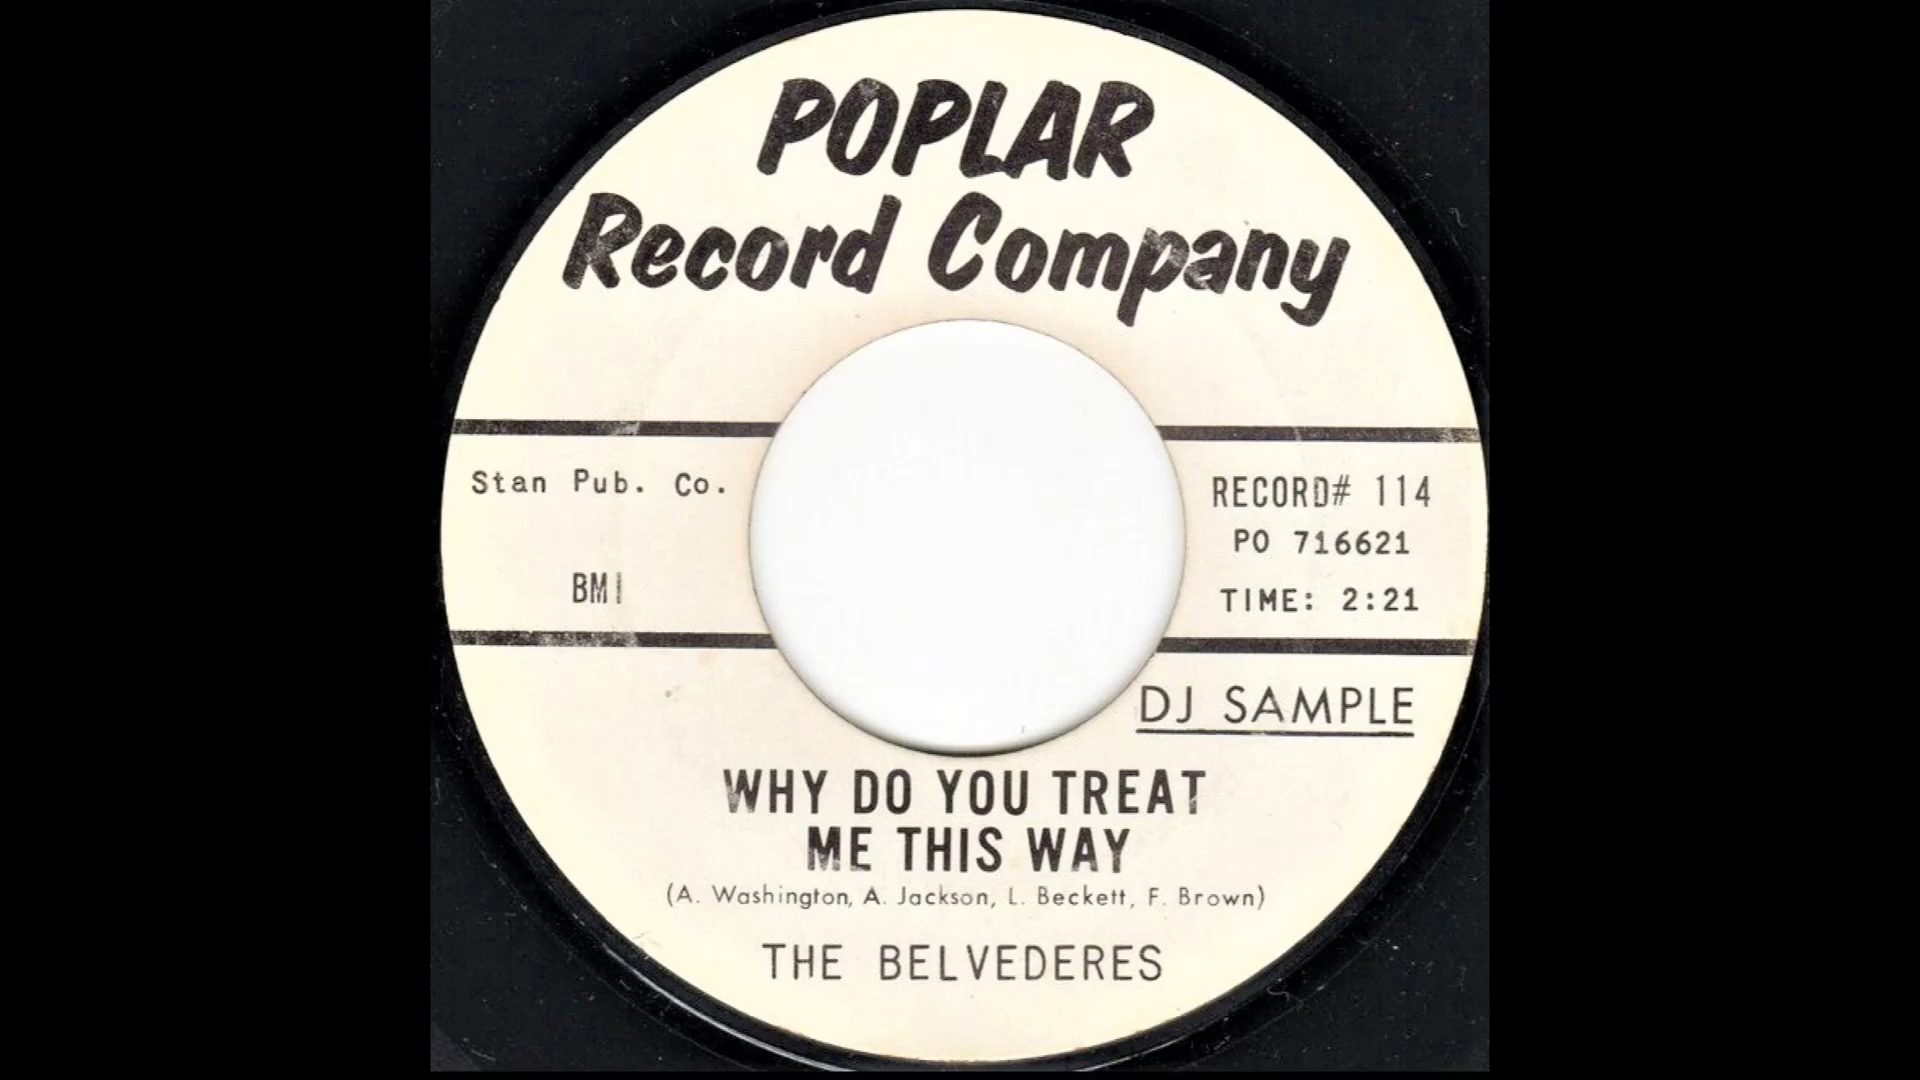 POPLAR
Record Company
Stan Pub. Co.
BMI
RECORD# 114
PO 716621
TIME: 2:21
DJ SAMPLE
WHY DO YOU TREAT
ME THIS WAY
(A. Washington, A. Jackson, L. Beckett, F. Brown)
THE BELVEDERES